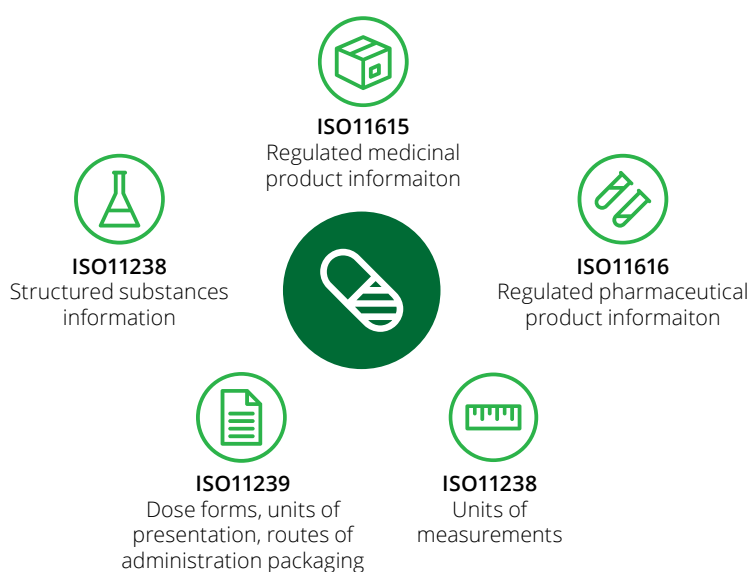 ISO11615
Regulated medicinal
product informaiton
ISO11238
Structured substances
information
ISO11616
Regulated pharmaceutical
product informaiton
ISO11239
Dose forms, units of
presentation, routes of
administration packaging
ISO11238
Units of
measurements